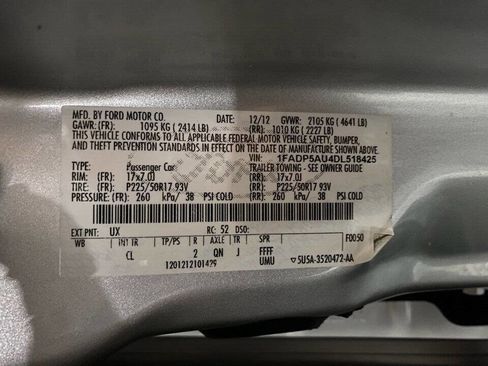 MFD. BY FORD MOTOR CO. DATE: 12/12 GVWR: 2105 KG (4641 LB)
GAWR: (FR): 1095 KG (2414 LB) (RR): 1010 KG (2227 LB)
THIS VEHICLE CONFORMS TO ALL APPLICABLE FEDERAL MOTOR VEHICLE SAFETY, BUMPER,
AND THEFT PREVENTION STANDARDS IN EFFECT ON THE DATE OF MANUFACTURE SHOWN ABOVE.
VIN: 1FADP5AU4DL518425
TYPE: Passenger Car TRAILER TOWING - SEE OWNER GUIDE
RIM: (FR): 17x7.0J (RR): 17x7.0J
TIRE: (FR): P225/50R17 93V (RR): P225/50R17 93V
PRESSURE: (FR): 260 kPa/ 38 PSI COLD (RR): 260 kPa/ 38 PSI COLD
EXT PNT: UX RC: 52 DSO: F0050
WB INT TR TP/PS R AXLE TR SPR
CL 2 QN J FFFF
1201212101429 UMU ▽5U5A-3520472-AA